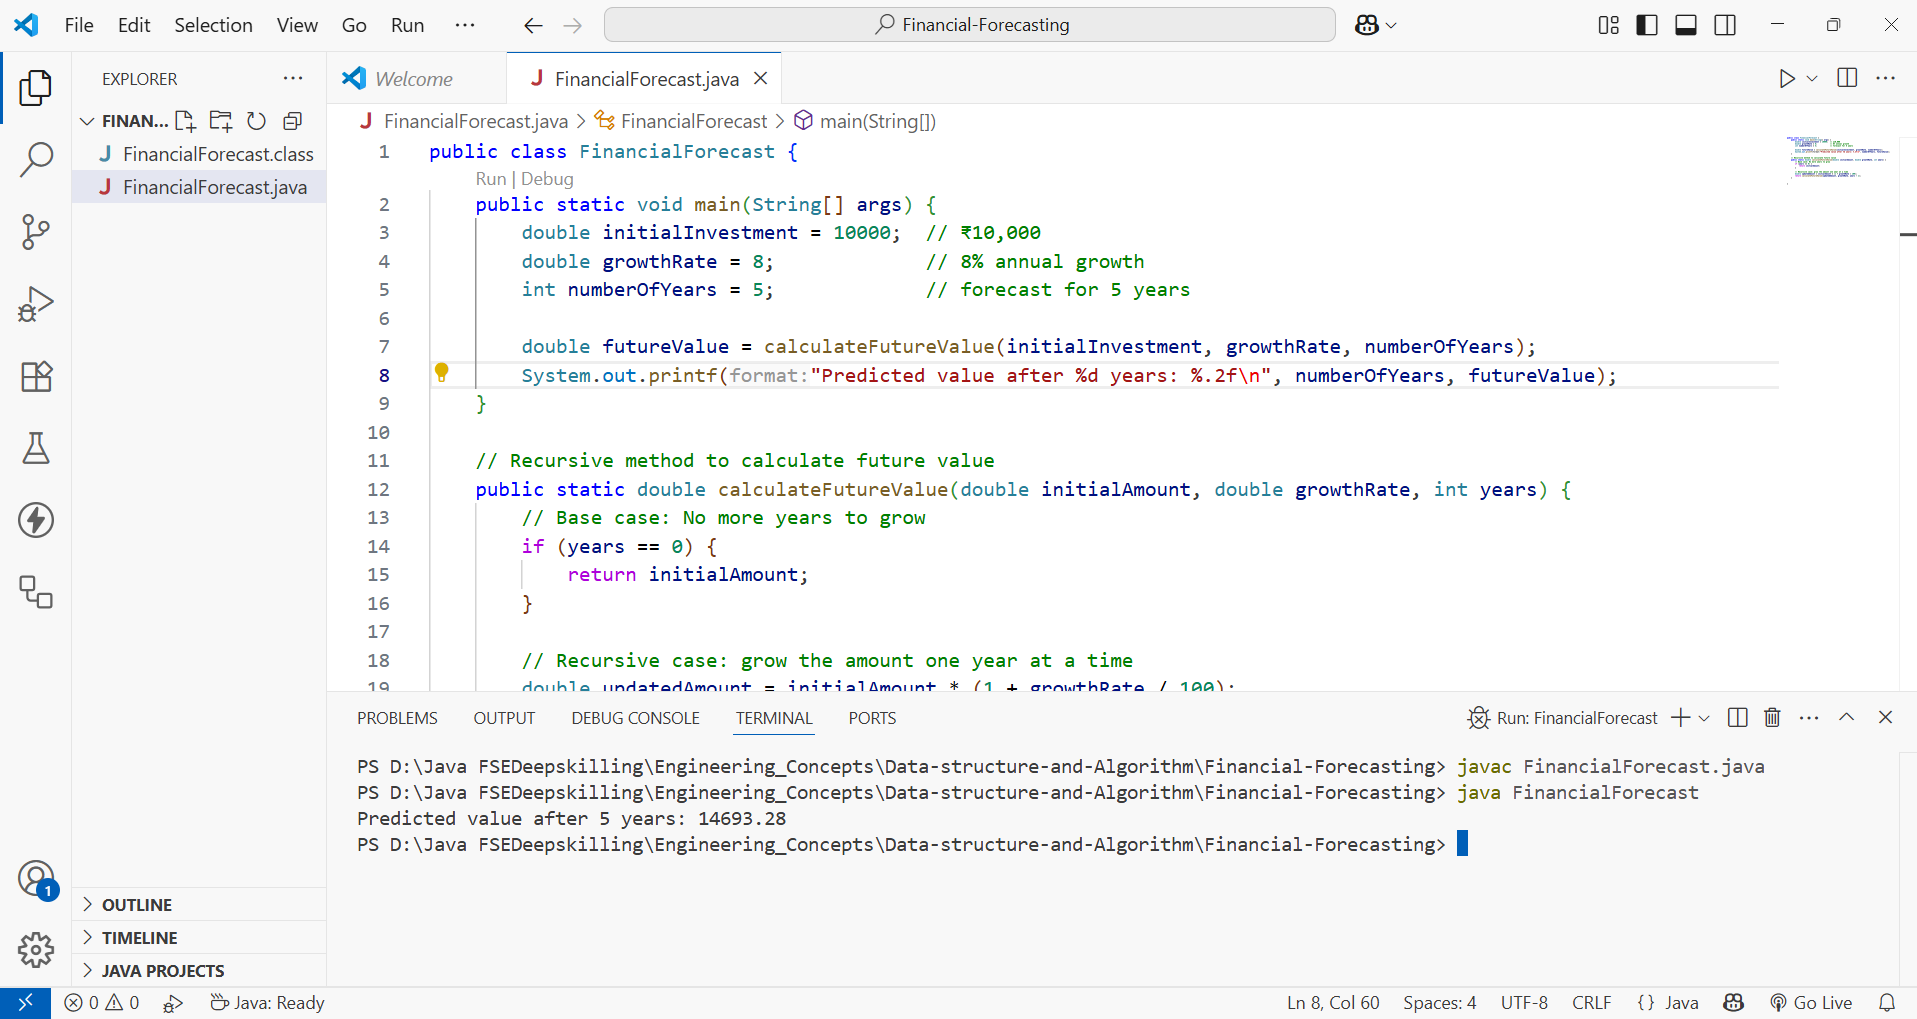 File Edit Selection View Go Run ··· Financial-Forecasting
EXPLORER ···
FINAN...
FinancialForecast.class
FinancialForecast.java
Welcome
FinancialForecast.java
FinancialForecast.java > FinancialForecast > main(String[])
1 public class FinancialForecast {
Run | Debug
2 public static void main(String[] args) {
3 double initialInvestment = 10000; // ₹10,000
4 double growthRate = 8; // 8% annual growth
5 int numberOfYears = 5; // forecast for 5 years
6
7 double futureValue = calculateFutureValue(initialInvestment, growthRate, numberOfYears);
8 System.out.printf(format:"Predicted value after %d years: %.2f\n", numberOfYears, futureValue);
9 }
10
11 // Recursive method to calculate future value
12 public static double calculateFutureValue(double initialAmount, double growthRate, int years) {
13 // Base case: No more years to grow
14 if (years == 0) {
15 return initialAmount;
16 }
17
18 // Recursive case: grow the amount one year at a time
19 double updatedAmount = initialAmount * (1 + growthRate / 100);
PROBLEMS OUTPUT DEBUG CONSOLE TERMINAL PORTS Run: FinancialForecast
PS D:\Java FSEDeepskilling\Engineering_Concepts\Data-structure-and-Algorithm\Financial-Forecasting> javac FinancialForecast.java
PS D:\Java FSEDeepskilling\Engineering_Concepts\Data-structure-and-Algorithm\Financial-Forecasting> java FinancialForecast
Predicted value after 5 years: 14693.28
PS D:\Java FSEDeepskilling\Engineering_Concepts\Data-structure-and-Algorithm\Financial-Forecasting>
1
OUTLINE
TIMELINE
JAVA PROJECTS
0 0 Java: Ready Ln 8, Col 60 Spaces: 4 UTF-8 CRLF {} Java Go Live